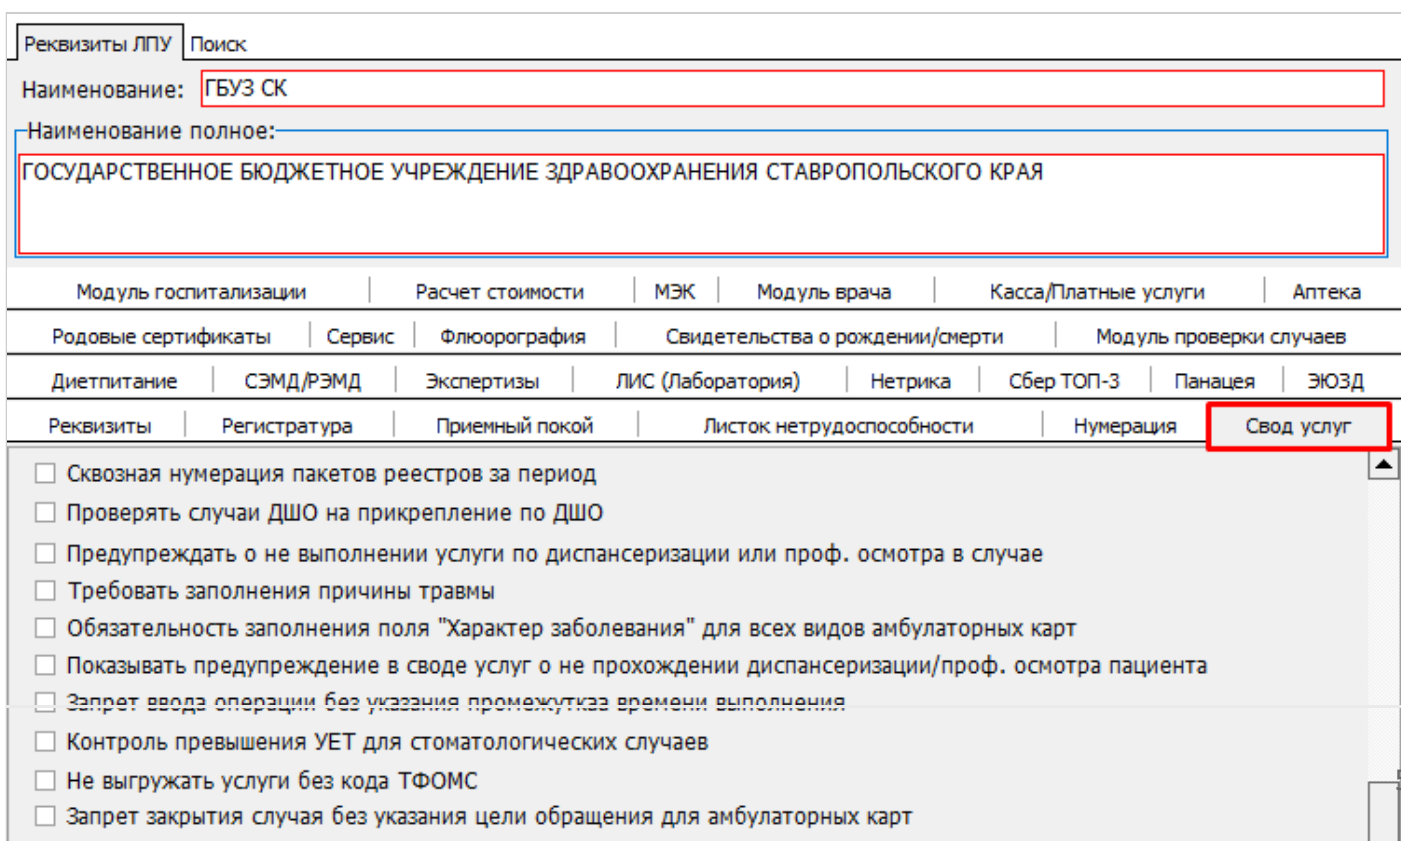 Реквизиты ЛПУ Поиск
Наименование: ГБУЗ СК
Наименование полное:
ГОСУДАРСТВЕННОЕ БЮДЖЕТНОЕ УЧРЕЖДЕНИЕ ЗДРАВООХРАНЕНИЯ СТАВРОПОЛЬСКОГО КРАЯ
Модуль госпитализации Расчет стоимости МЭК Модуль врача Касса/Платные услуги Аптека
Родовые сертификаты Сервис Флюорография Свидетельства о рождении/смерти Модуль проверки случаев
Диетпитание СЭМД/РЭМД Экспертизы ЛИС (Лаборатория) Нетрика Сбер ТОП-3 Панацея ЭЮЗД
Реквизиты Регистратура Приемный покой Листок нетрудоспособности Нумерация Свод услуг
Сквозная нумерация пакетов реестров за период
Проверять случаи ДШО на прикрепление по ДШО
Предупреждать о не выполнении услуги по диспансеризации или проф. осмотра в случае
Требовать заполнения причины травмы
Обязательность заполнения поля "Характер заболевания" для всех видов амбулаторных карт
Показывать предупреждение в своде услуг о не прохождении диспансеризации/проф. осмотра пациента
Запрет ввода операции без указания промежутказ времени выполнения
Контроль превышения УЕТ для стоматологических случаев
Не выгружать услуги без кода ТФОМС
Запрет закрытия случая без указания цели обращения для амбулаторных карт